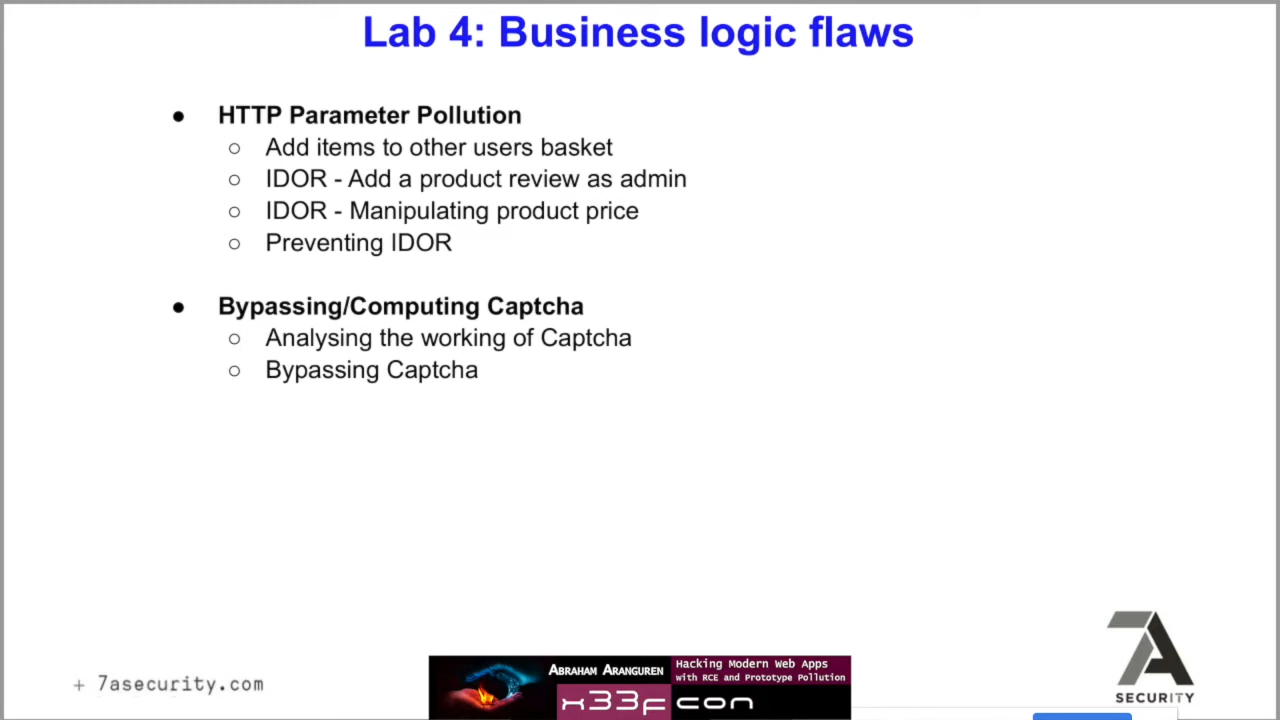 Lab 4: Business logic flaws
● HTTP Parameter Pollution
○ Add items to other users basket
○ IDOR - Add a product review as admin
○ IDOR - Manipulating product price
○ Preventing IDOR
● Bypassing/Computing Captcha
○ Analysing the working of Captcha
○ Bypassing Captcha
+ 7asecurity.com
ABRAHAM ARANGUREN
Hacking Modern Web Apps
with RCE and Prototype Pollution
x33fcon
7A
SECURITY